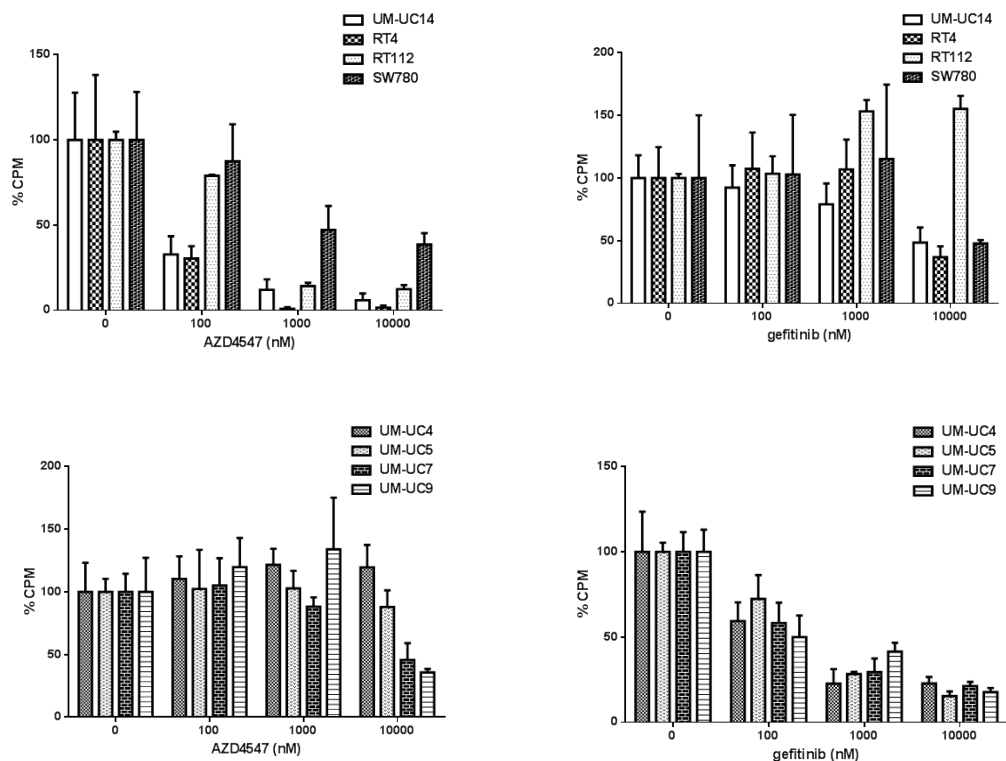 UM-UC14
RT4
RT112
SW780
150
100
50
0
% CPM
0 100 1000 10000
AZD4547 (nM)
UM-UC14
RT4
RT112
SW780
200
150
100
50
0
% CPM
0 100 1000 10000
gefitinib (nM)
UM-UC4
UM-UC5
UM-UC7
UM-UC9
200
150
100
50
0
% CPM
0 100 1000 10000
AZD4547 (nM)
UM-UC4
UM-UC5
UM-UC7
UM-UC9
150
100
50
0
% CPM
0 100 1000 10000
gefitinib (nM)